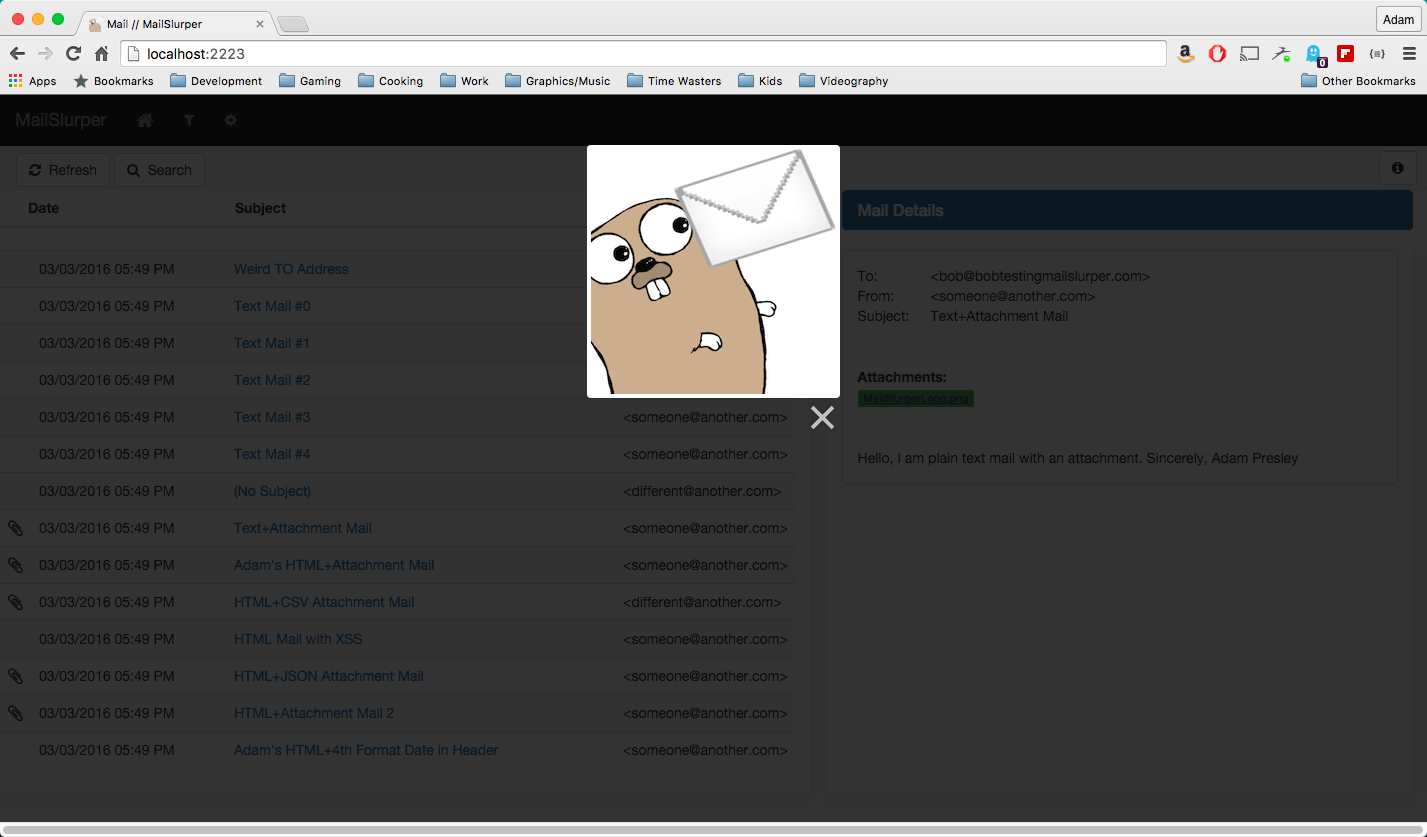 Mail // MailSlurper
Adam
localhost:2223
0
Apps Bookmarks Development Gaming Cooking Work Graphics/Music Time Wasters Kids Videography Other Bookmarks
MailSlurper
Refresh Search
Date Subject
03/03/2016 05:49 PM Weird TO Address
03/03/2016 05:49 PM Text Mail #0
03/03/2016 05:49 PM Text Mail #1
03/03/2016 05:49 PM Text Mail #2
03/03/2016 05:49 PM Text Mail #3 <someone@another.com>
03/03/2016 05:49 PM Text Mail #4 <someone@another.com>
03/03/2016 05:49 PM (No Subject) <different@another.com>
03/03/2016 05:49 PM Text+Attachment Mail <someone@another.com>
03/03/2016 05:49 PM Adam's HTML+Attachment Mail <someone@another.com>
03/03/2016 05:49 PM HTML+CSV Attachment Mail <different@another.com>
03/03/2016 05:49 PM HTML Mail with XSS <someone@another.com>
03/03/2016 05:49 PM HTML+JSON Attachment Mail <someone@another.com>
03/03/2016 05:49 PM HTML+Attachment Mail 2 <someone@another.com>
03/03/2016 05:49 PM Adam's HTML+4th Format Date in Header <someone@another.com>
Mail Details
To: <bob@bobtestingmailslurper.com>
From: <someone@another.com>
Subject: Text+Attachment Mail
Attachments:
MailSlurperLogo.png
Hello, I am plain text mail with an attachment. Sincerely, Adam Presley